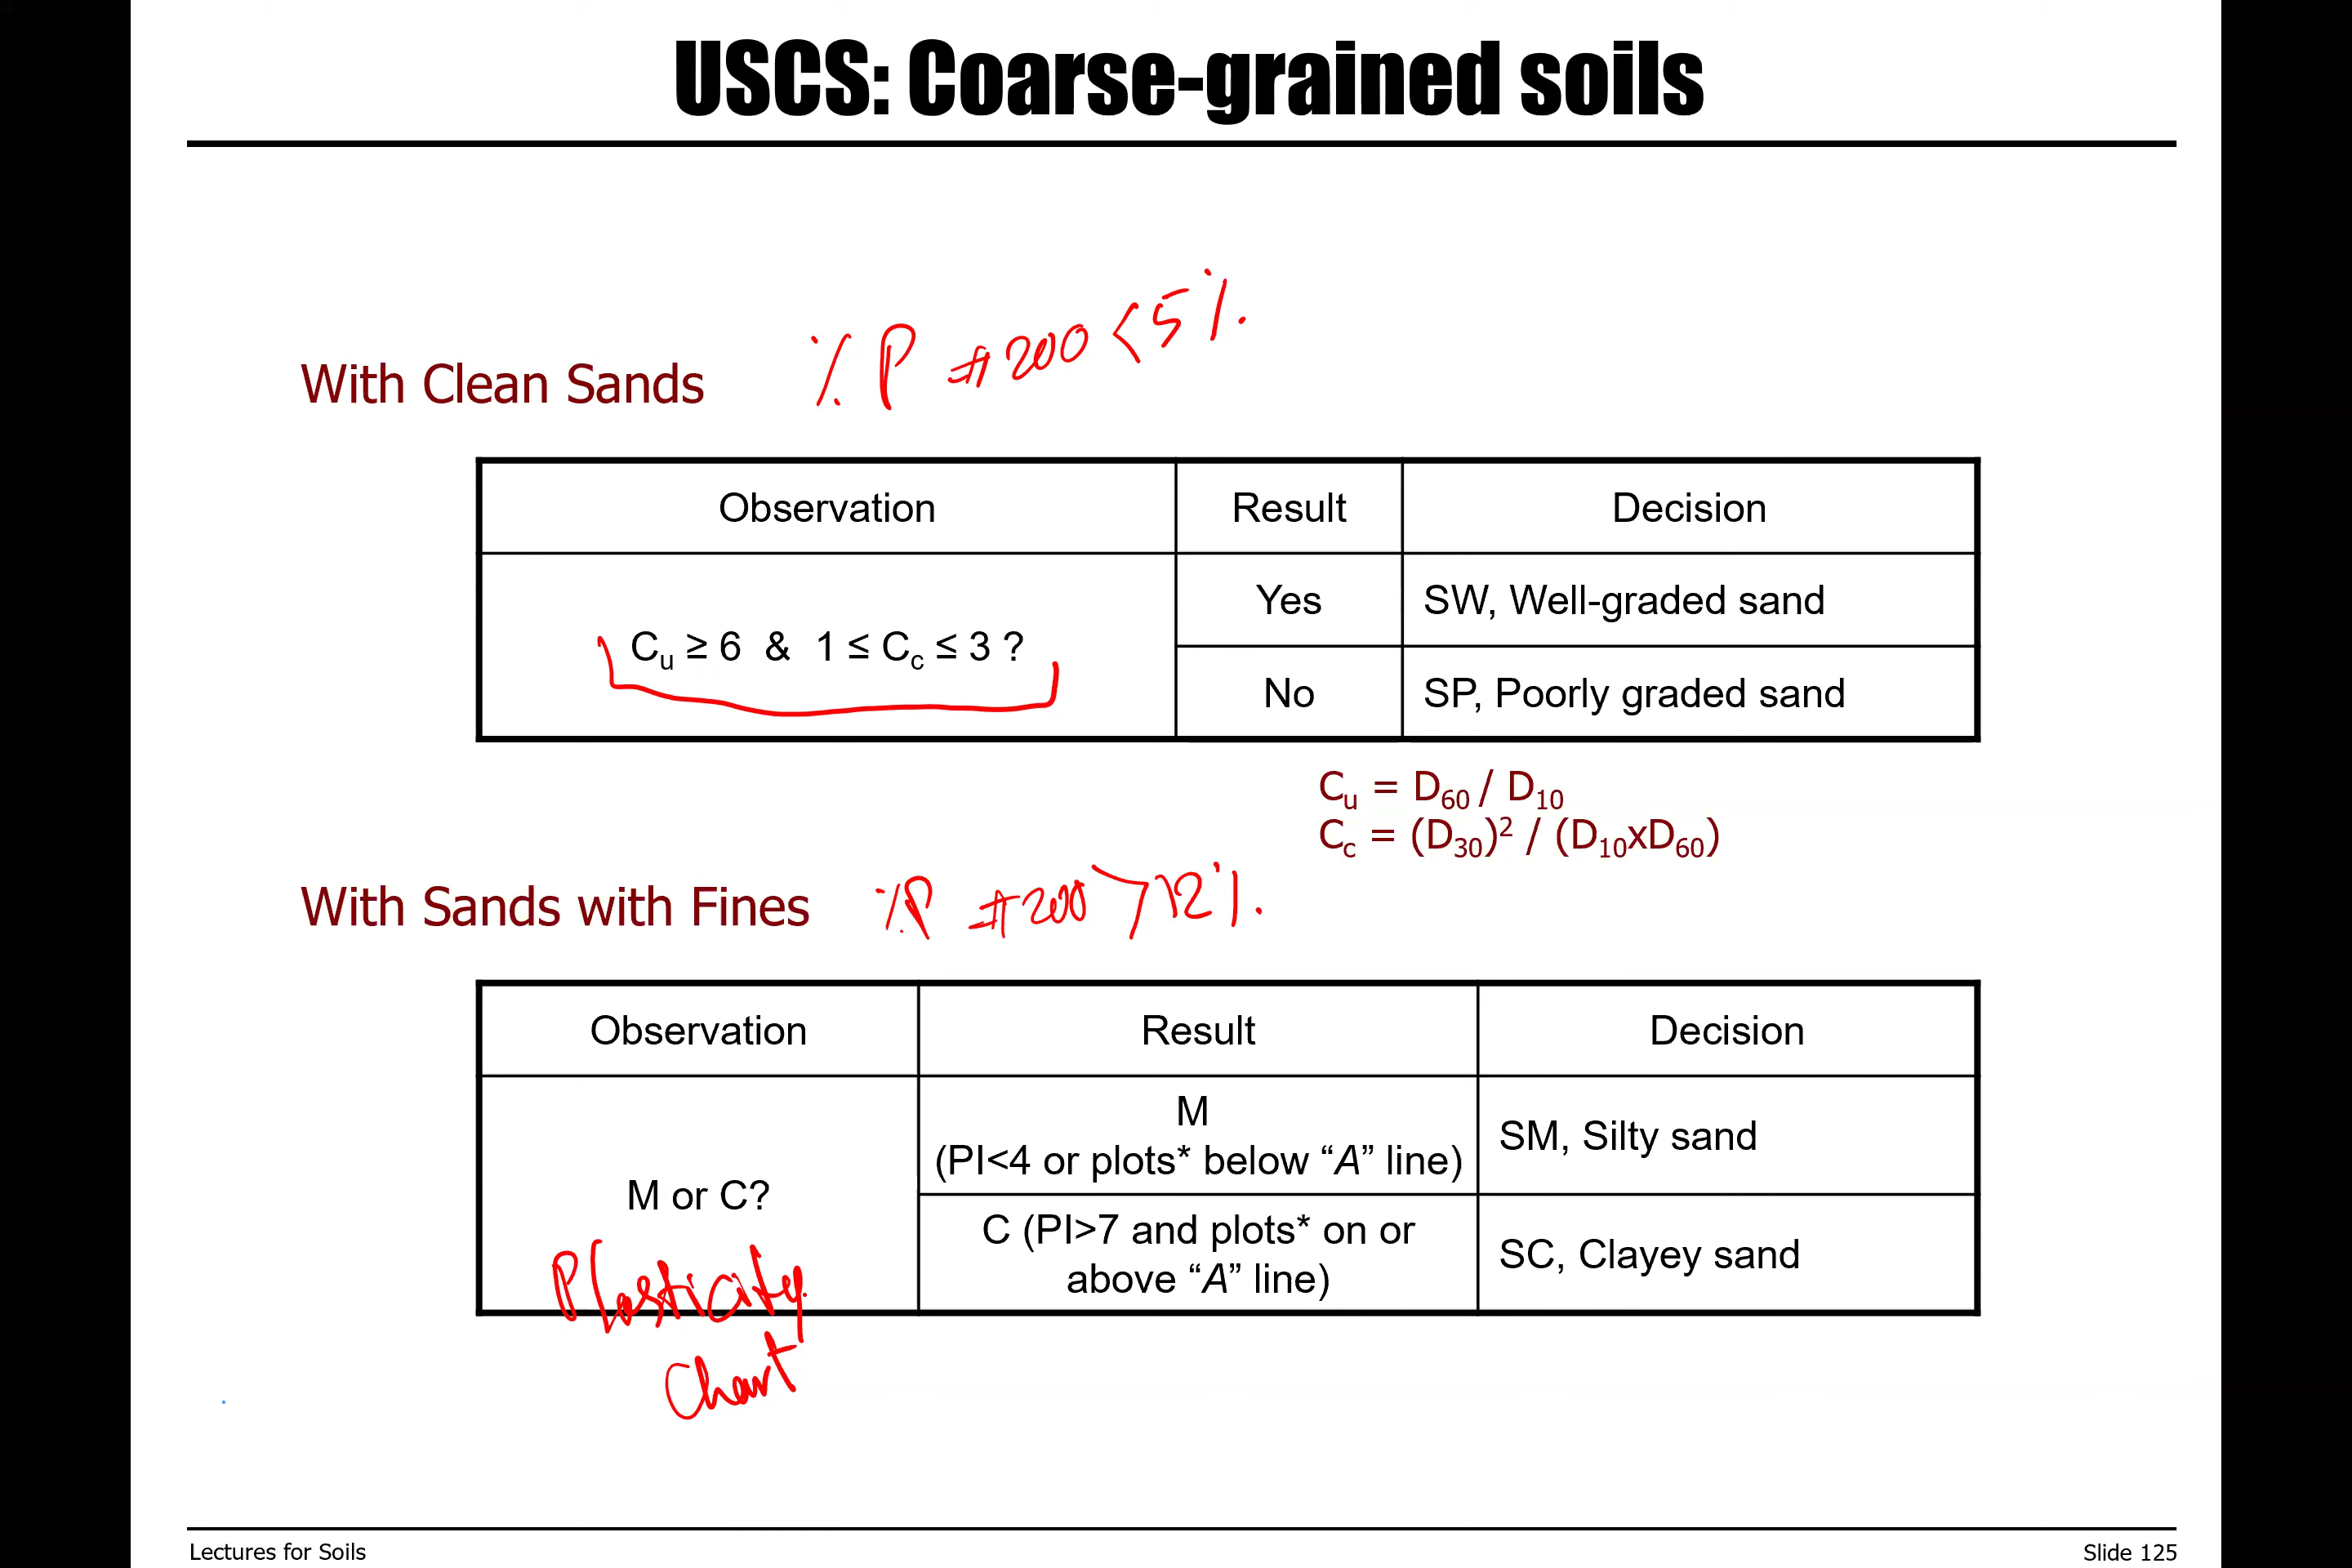 USCS: Coarse-grained soils
With Clean Sands % P #200 <5%.
Observation Result Decision
Cu ≥ 6 & 1 ≤ Cc ≤ 3 ?
Yes SW, Well-graded sand
No SP, Poorly graded sand
Cu = D60 / D10
Cc = (D30)² / (D10xD60)
With Sands with Fines %P #200 >12%.
Observation Result Decision
M or C?
M
(PI<4 or plots* below “A” line)
SM, Silty sand
C (PI>7 and plots* on or
above “A” line)
SC, Clayey sand
Plasticity
Chart
Lectures for Soils
Slide 125